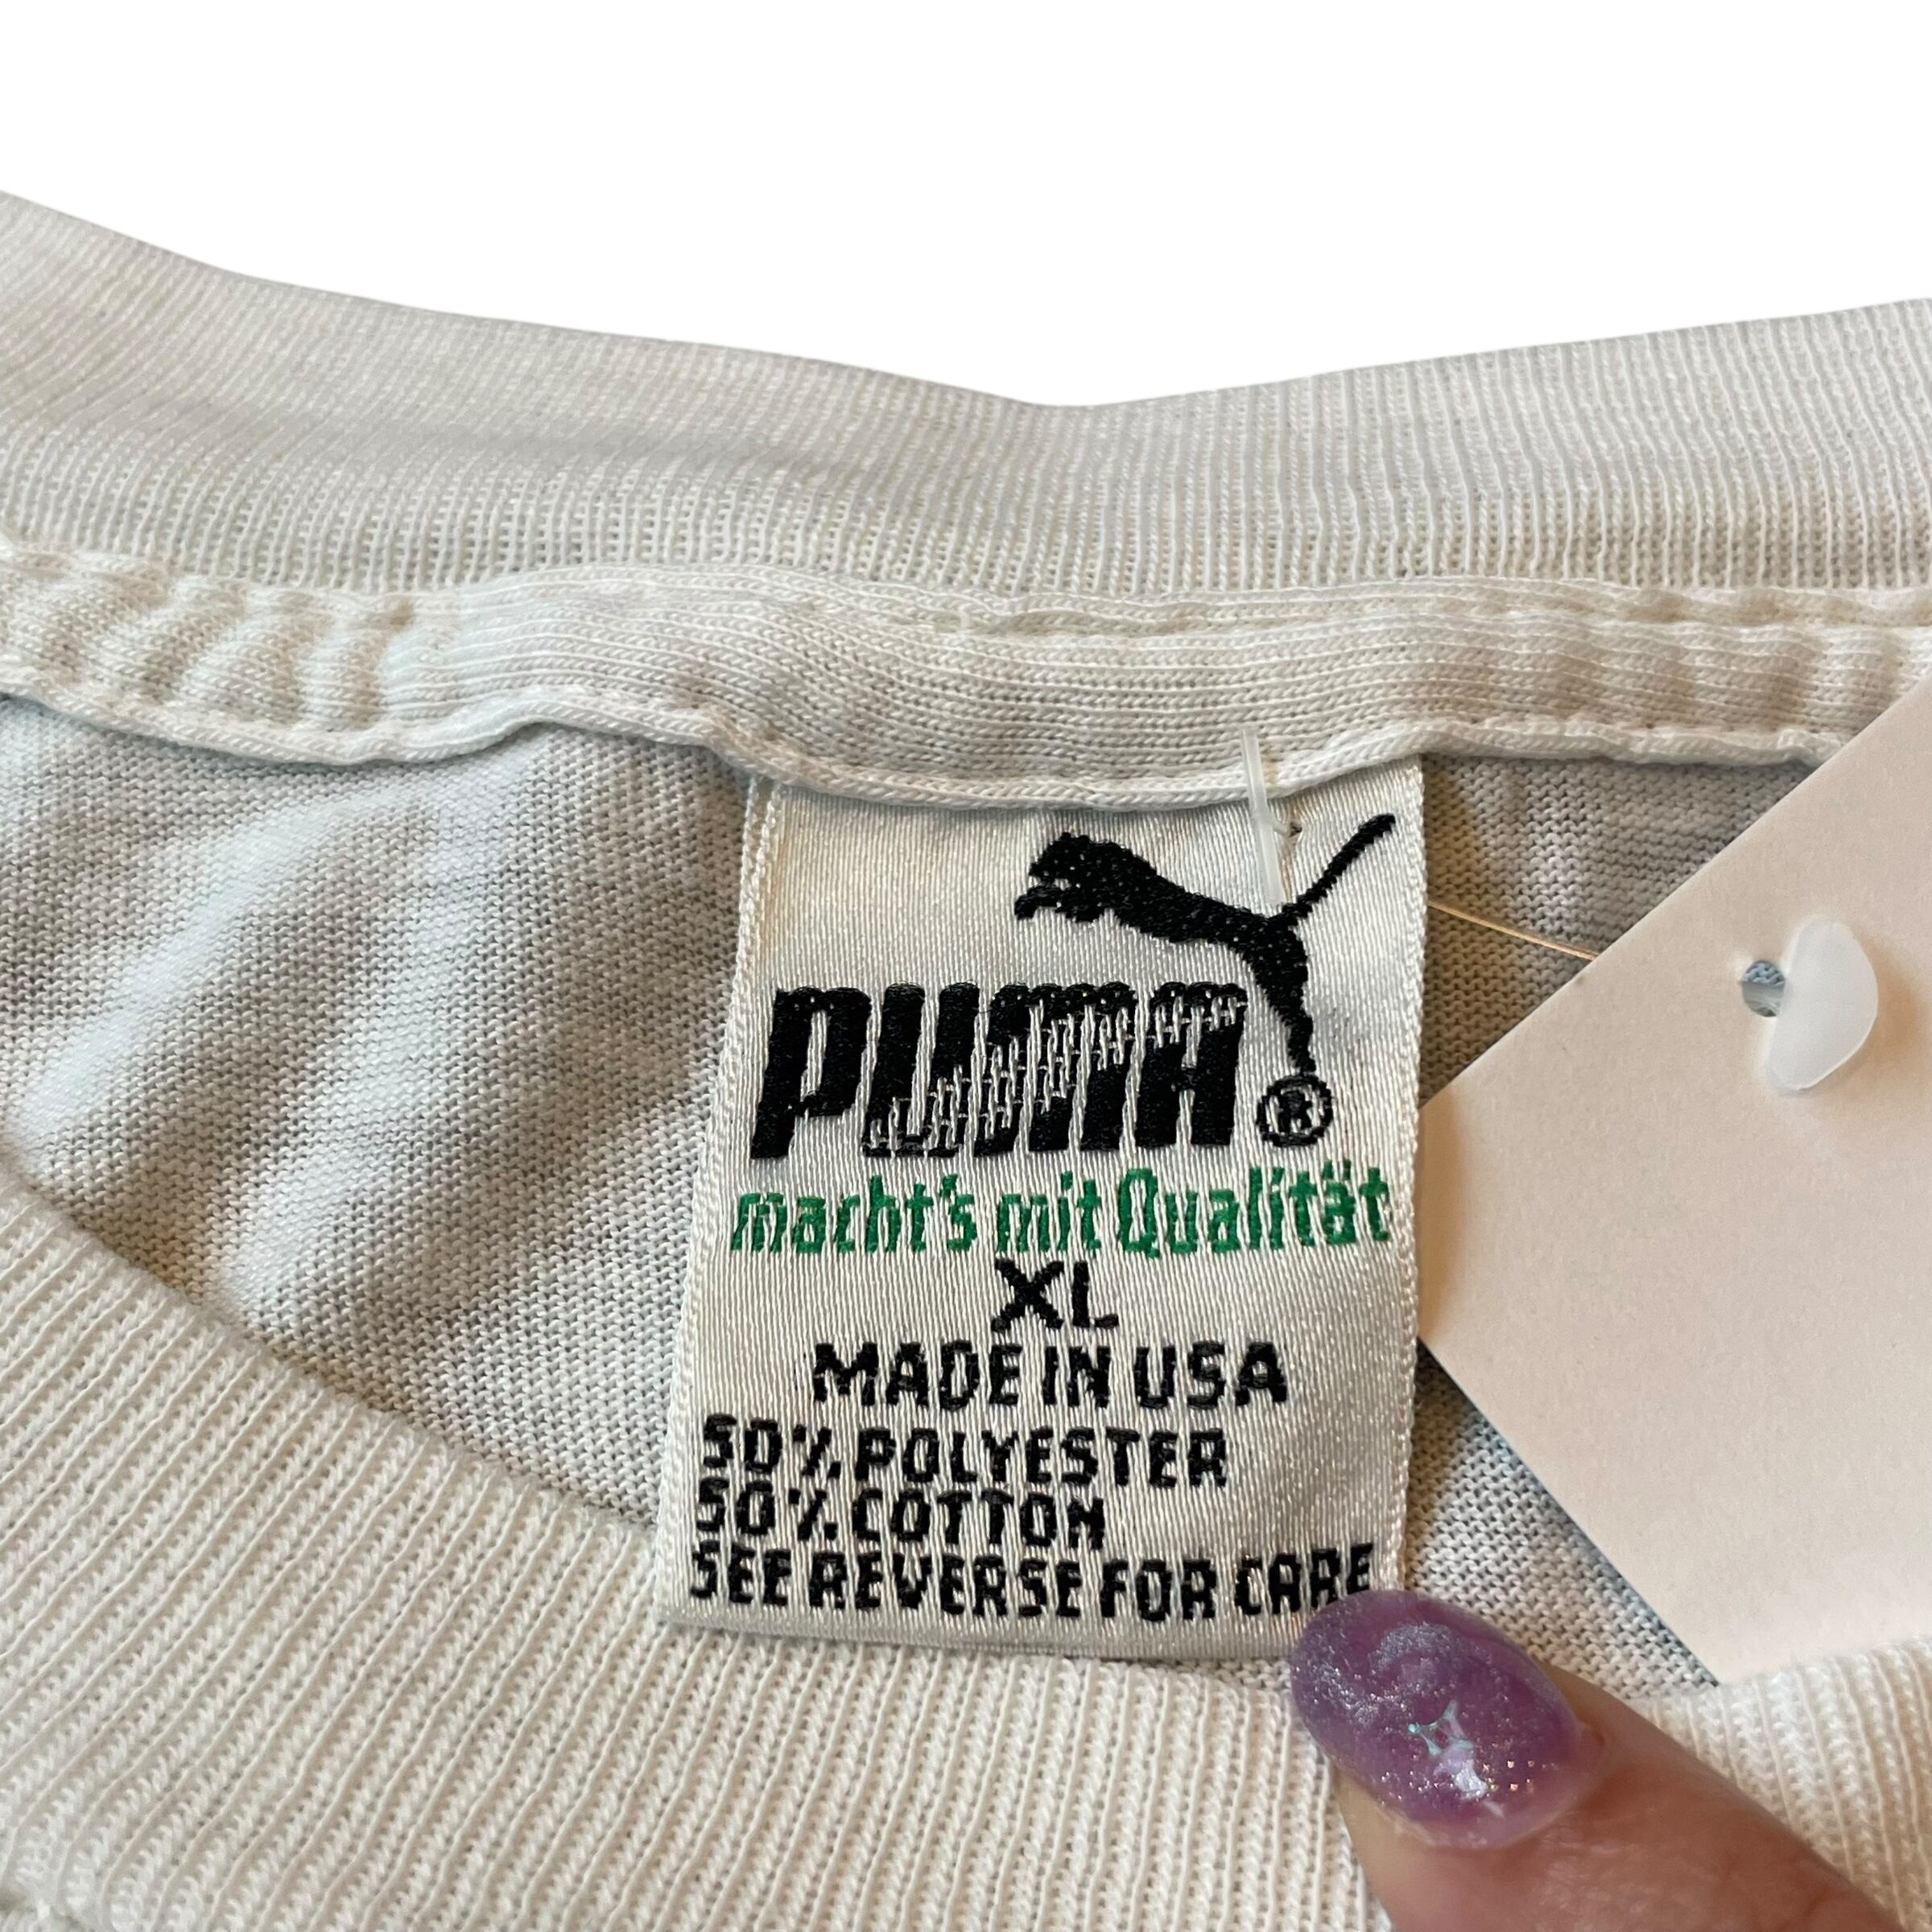 PUMA®
macht's mit Qualität
XL
MADE IN USA
50% POLYESTER
50% COTTON
SEE REVERSE FOR CARE